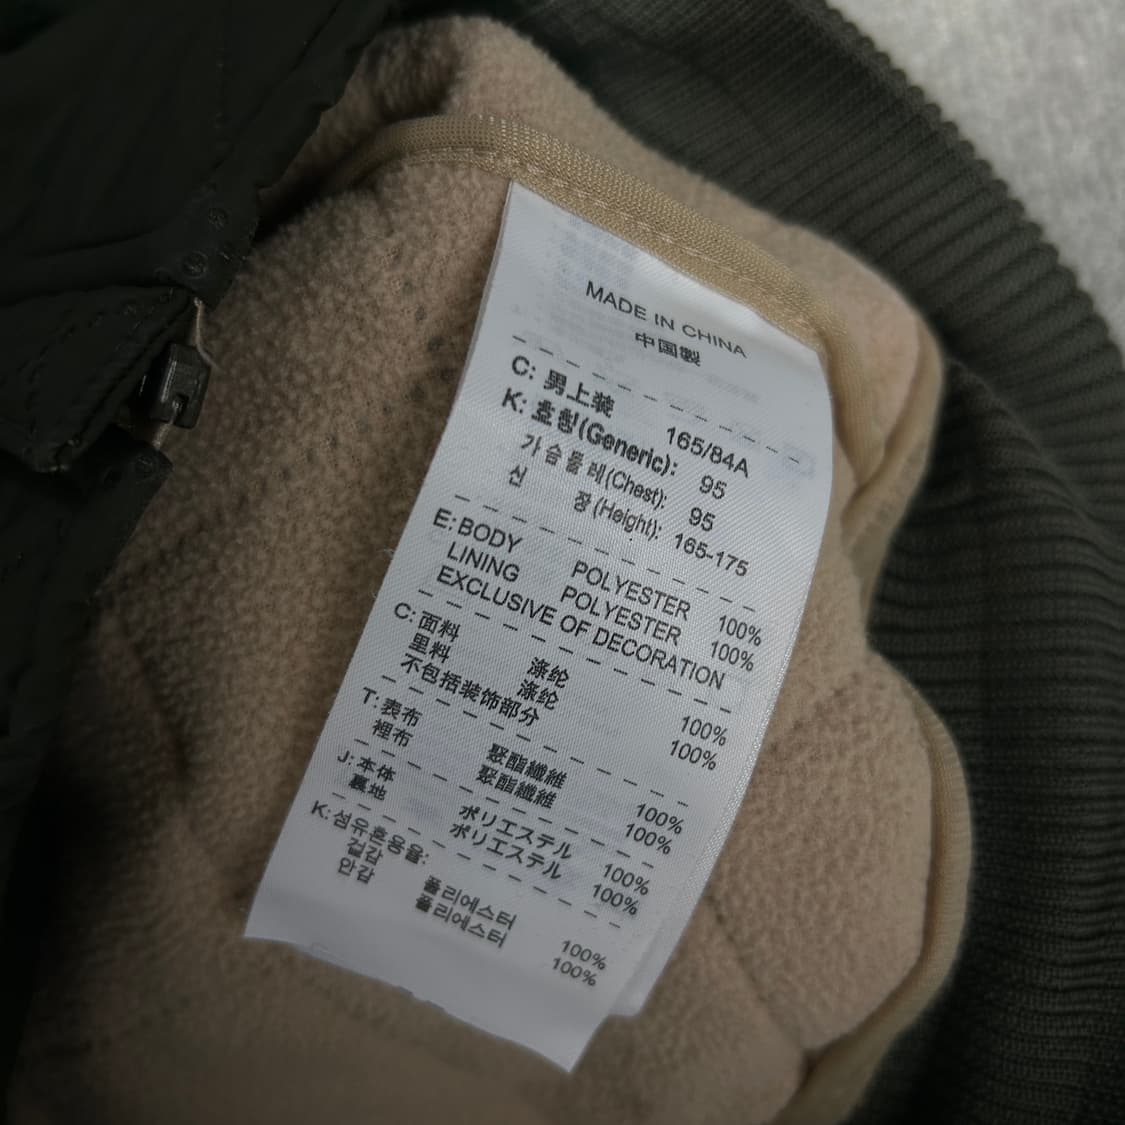 MADE IN CHINA
中国製
C: 男上装 165/84A
K: 호칭(Generic): 95
가슴둘레(Chest): 95
신 장(Height): 165-175
E: BODY POLYESTER 100%
LINING POLYESTER 100%
EXCLUSIVE OF DECORATION
C: 面料 涤纶 100%
里料 涤纶 100%
不包括装饰部分
T: 表布 聚酯纖維 100%
裡布 聚酯纖維 100%
J: 本体 ポリエステル 100%
裏地 ポリエステル 100%
K: 섬유혼용율:
겉감 폴리에스터 100%
안감 폴리에스터 100%